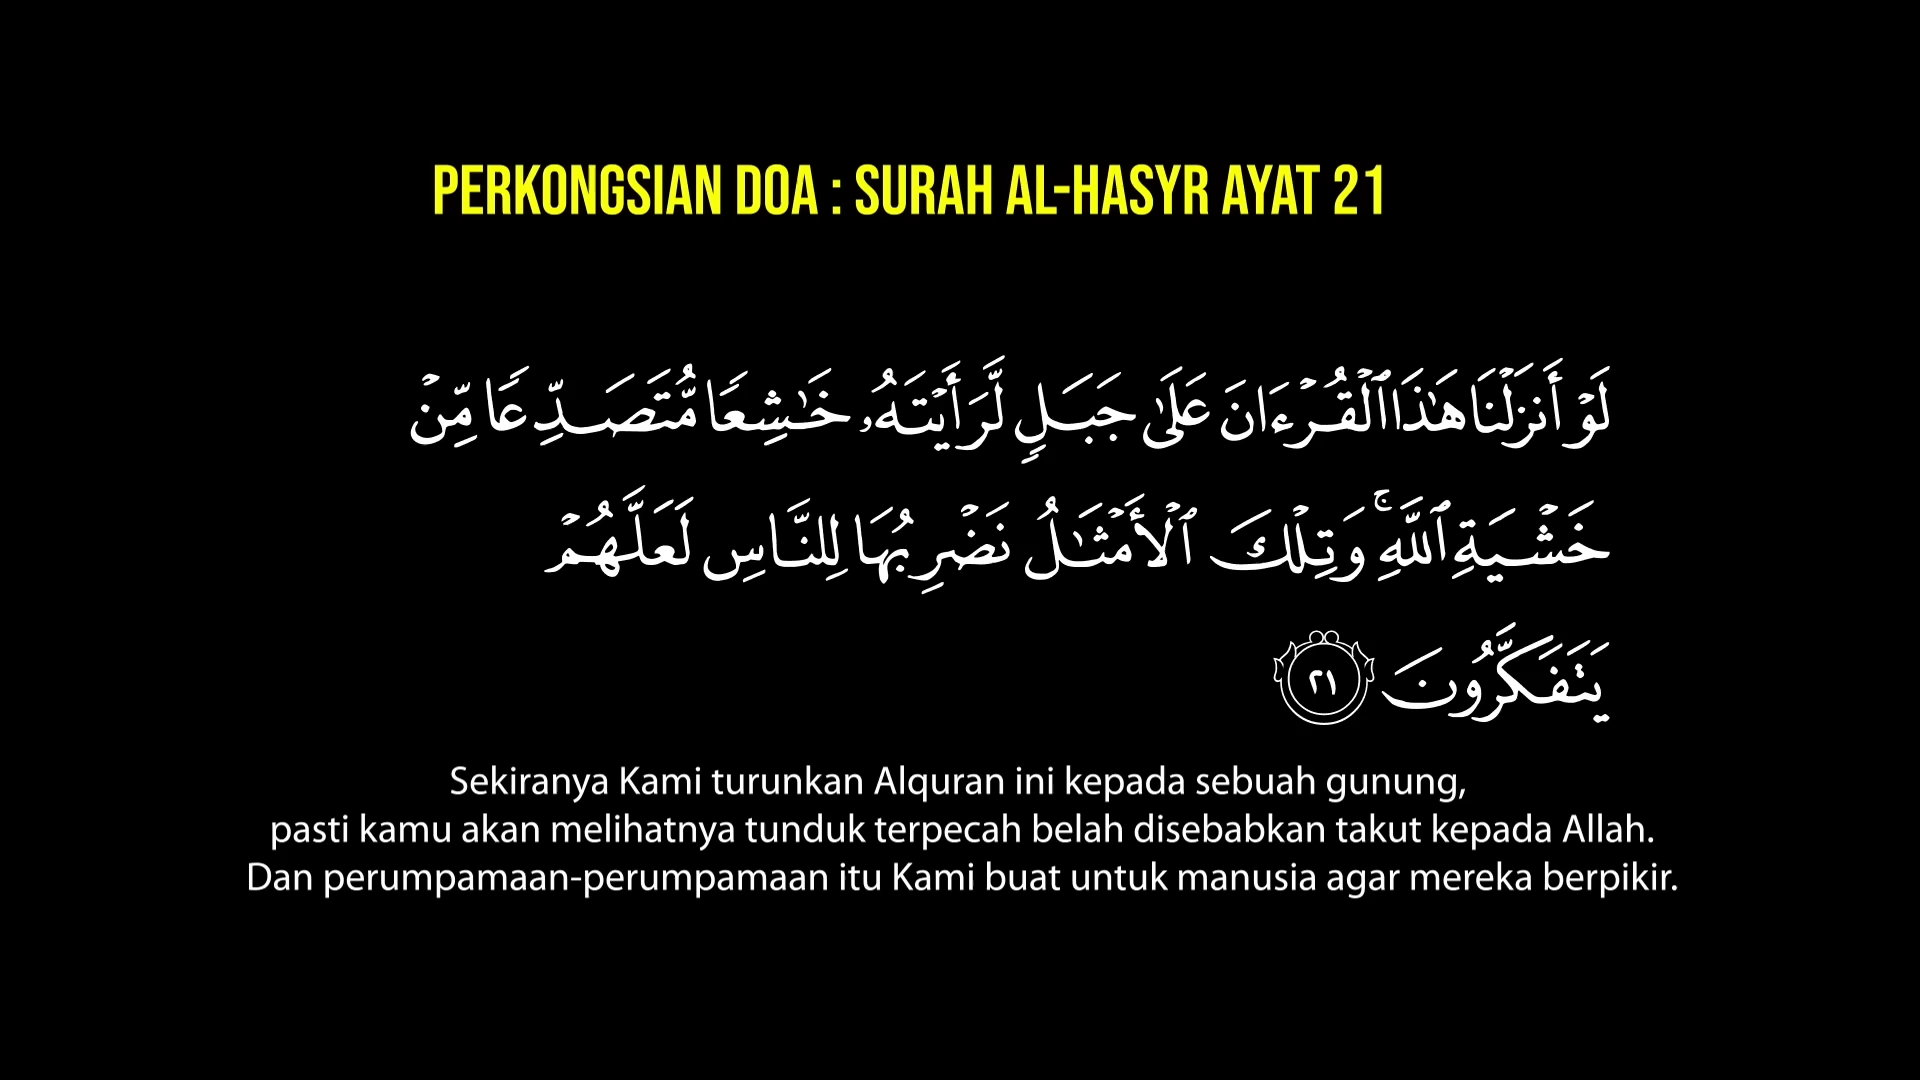 PERKONGSIAN DOA : SURAH AL-HASYR AYAT 21
لَوْ أَنزَلْنَا هَٰذَا ٱلْقُرْءَانَ عَلَىٰ جَبَلٍ لَّرَأَيْتَهُۥ خَٰشِعًا مُّتَصَدِّعًا مِّنْ
خَشْيَةِ ٱللَّهِ ۚ وَتِلْكَ ٱلْأَمْثَٰلُ نَضْرِبُهَا لِلنَّاسِ لَعَلَّهُمْ
يَتَفَكَّرُونَ ٢١
Sekiranya Kami turunkan Alquran ini kepada sebuah gunung,
pasti kamu akan melihatnya tunduk terpecah belah disebabkan takut kepada Allah.
Dan perumpamaan-perumpamaan itu Kami buat untuk manusia agar mereka berpikir.